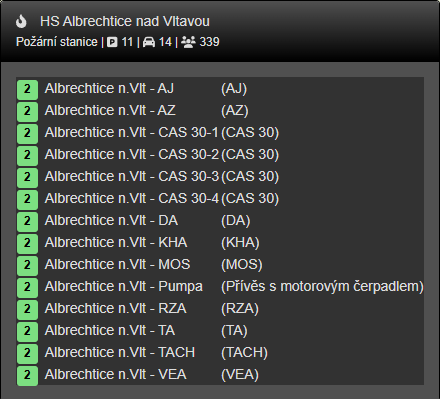 HS Albrechtice nad Vltavou
Požární stanice | P 11 | 14 | 339
2 Albrechtice n.Vlt - AJ (AJ)
2 Albrechtice n.Vlt - AZ (AZ)
2 Albrechtice n.Vlt - CAS 30-1 (CAS 30)
2 Albrechtice n.Vlt - CAS 30-2 (CAS 30)
2 Albrechtice n.Vlt - CAS 30-3 (CAS 30)
2 Albrechtice n.Vlt - CAS 30-4 (CAS 30)
2 Albrechtice n.Vlt - DA (DA)
2 Albrechtice n.Vlt - KHA (KHA)
2 Albrechtice n.Vlt - MOS (MOS)
2 Albrechtice n.Vlt - Pumpa (Přívěs s motorovým čerpadlem)
2 Albrechtice n.Vlt - RZA (RZA)
2 Albrechtice n.Vlt - TA (TA)
2 Albrechtice n.Vlt - TACH (TACH)
2 Albrechtice n.Vlt - VEA (VEA)